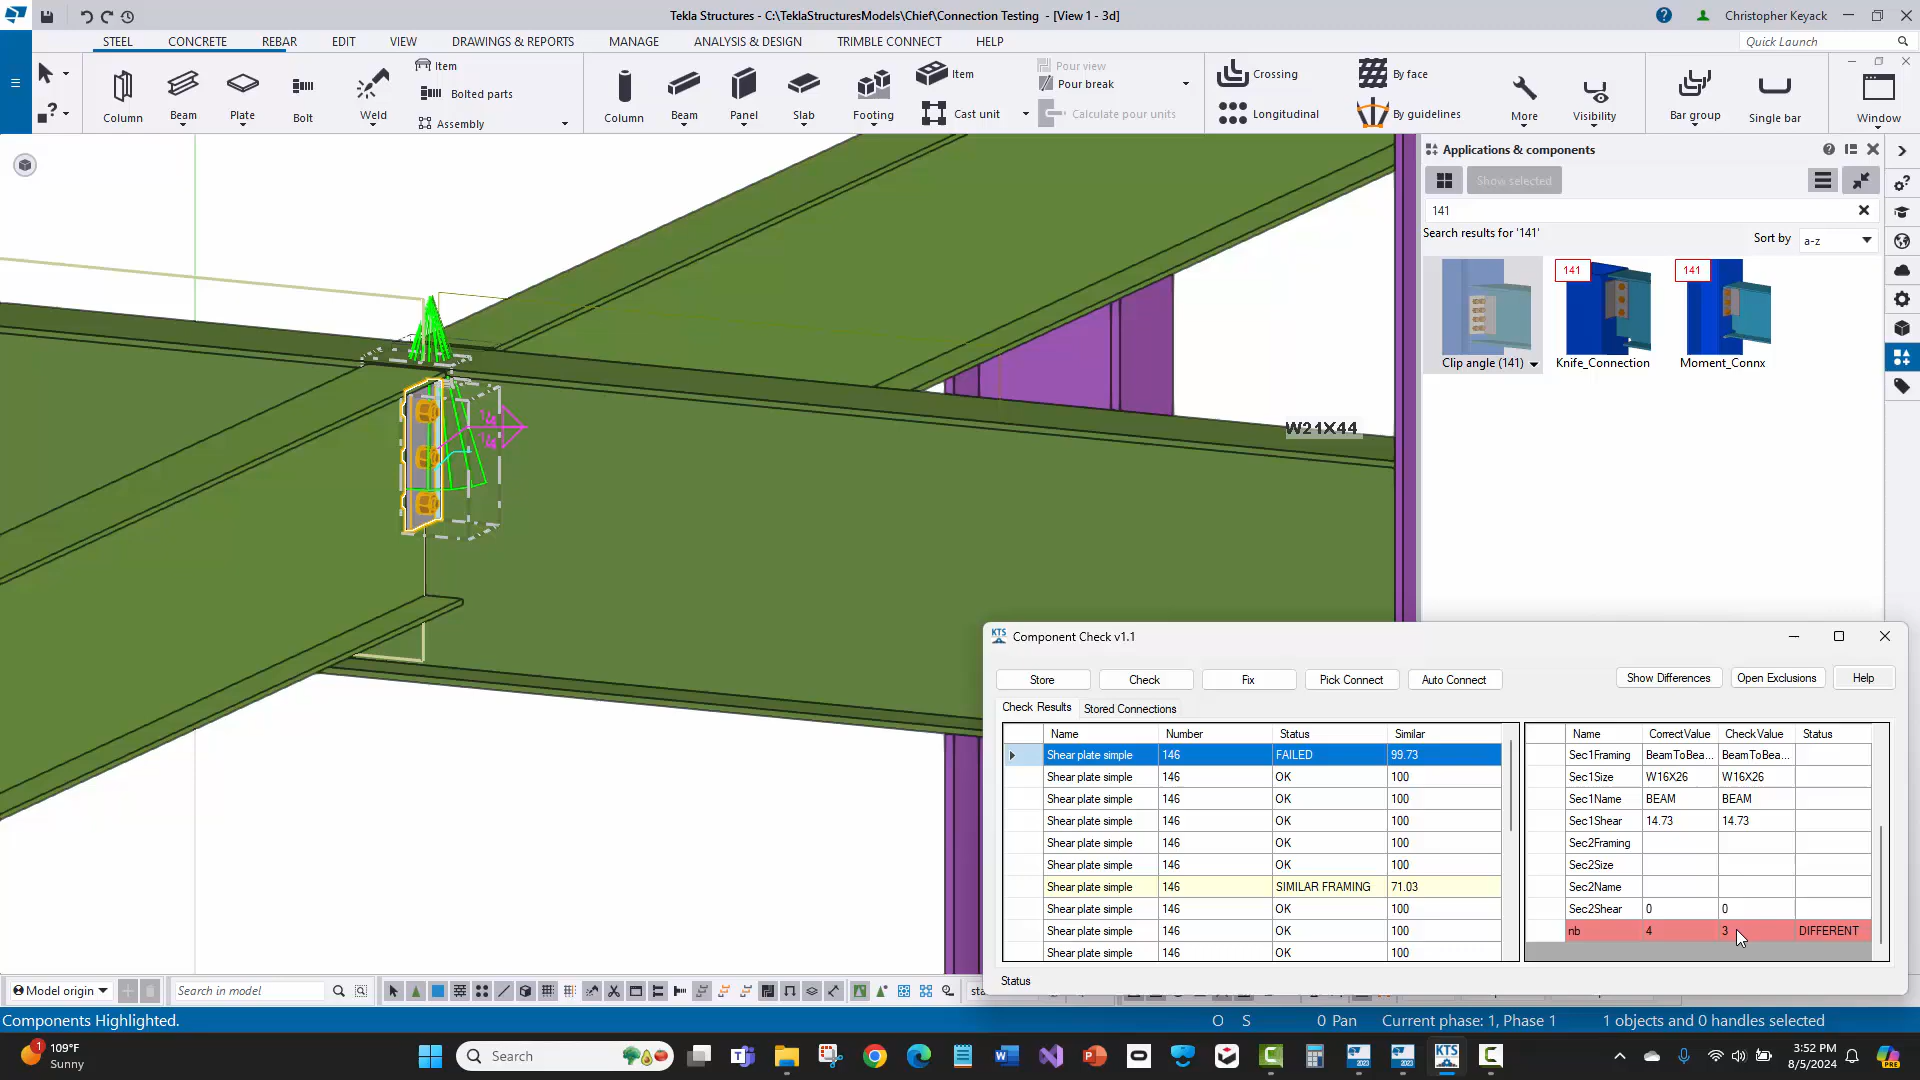 Tekla Structures - C:\TeklaStructuresModels\Chief\Connection Testing - [View 1 - 3d]
Christopher Keyack
STEEL CONCRETE REBAR EDIT VIEW DRAWINGS & REPORTS MANAGE ANALYSIS & DESIGN TRIMBLE CONNECT HELP
Quick Launch
Column Beam Plate Bolt Weld
Item
Bolted parts
Assembly
Column Beam Panel Slab Footing
Item
Cast unit
Pour view
Pour break
Calculate pour units
Crossing
Longitudinal
By face
By guidelines
More Visibility
Bar group Single bar
Window
Applications & components
Show selected
141
Search results for '141'
Sort by a-z
141 141
Clip angle (141) Knife_Connection Moment_Connx
W21X44
1/4
1/4
KTS Component Check v1.1
Store Check Fix Pick Connect Auto Connect Show Differences Open Exclusions Help
Check Results Stored Connections
Name Number Status Similar
Shear plate simple 146 FAILED 99.73
Shear plate simple 146 OK 100
Shear plate simple 146 OK 100
Shear plate simple 146 OK 100
Shear plate simple 146 OK 100
Shear plate simple 146 OK 100
Shear plate simple 146 SIMILAR FRAMING 71.03
Shear plate simple 146 OK 100
Shear plate simple 146 OK 100
Shear plate simple 146 OK 100
Name CorrectValue CheckValue Status
Sec1Framing BeamToBea... BeamToBea...
Sec1Size W16X26 W16X26
Sec1Name BEAM BEAM
Sec1Shear 14.73 14.73
Sec2Framing
Sec2Size
Sec2Name
Sec2Shear 0 0
nb 4 3 DIFFERENT
Status
Model origin
Search in model
Components Highlighted.
O S 0 Pan Current phase: 1, Phase 1 1 objects and 0 handles selected
1
109°F
Sunny
Search
2023
2023
KTS
3:52 PM
8/5/2024
PRE